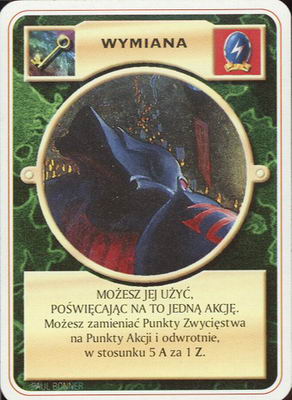 WYMIANA
MOŻESZ JEJ UŻYĆ,
POŚWIĘCAJĄC NA TO JEDNĄ AKCJĘ.
Możesz zamieniać Punkty Zwycięstwa
na Punkty Akcji i odwrotnie,
w stosunku 5 A za 1 Z.
PAUL BONNER